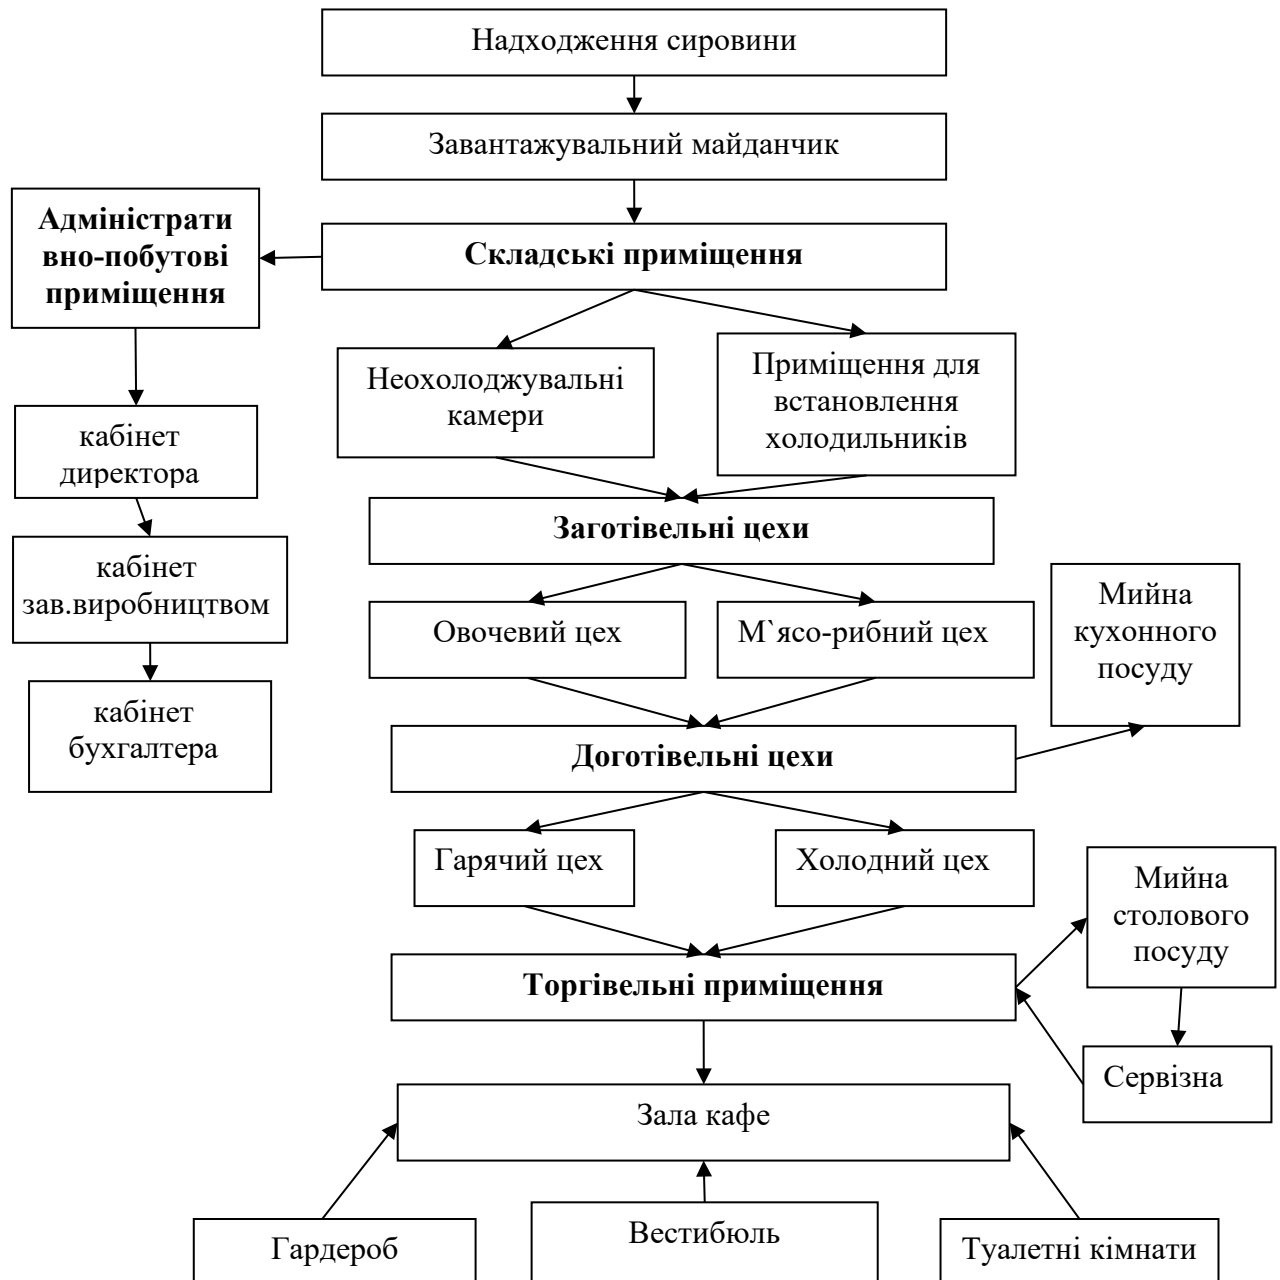 Надходження сировини
Завантажувальний майданчик
Адміністрати
вно-побутові
приміщення
Складські приміщення
Неохолоджувальні
камери
Приміщення для
встановлення
холодильників
кабінет
директора
Заготівельні цехи
кабінет
зав.виробництвом
Овочевий цех
М`ясо-рибний цех
Мийна
кухонного
посуду
кабінет
бухгалтера
Доготівельні цехи
Гарячий цех
Холодний цех
Мийна
столового
посуду
Торгівельні приміщення
Сервізна
Зала кафе
Гардероб
Вестибюль
Туалетні кімнати